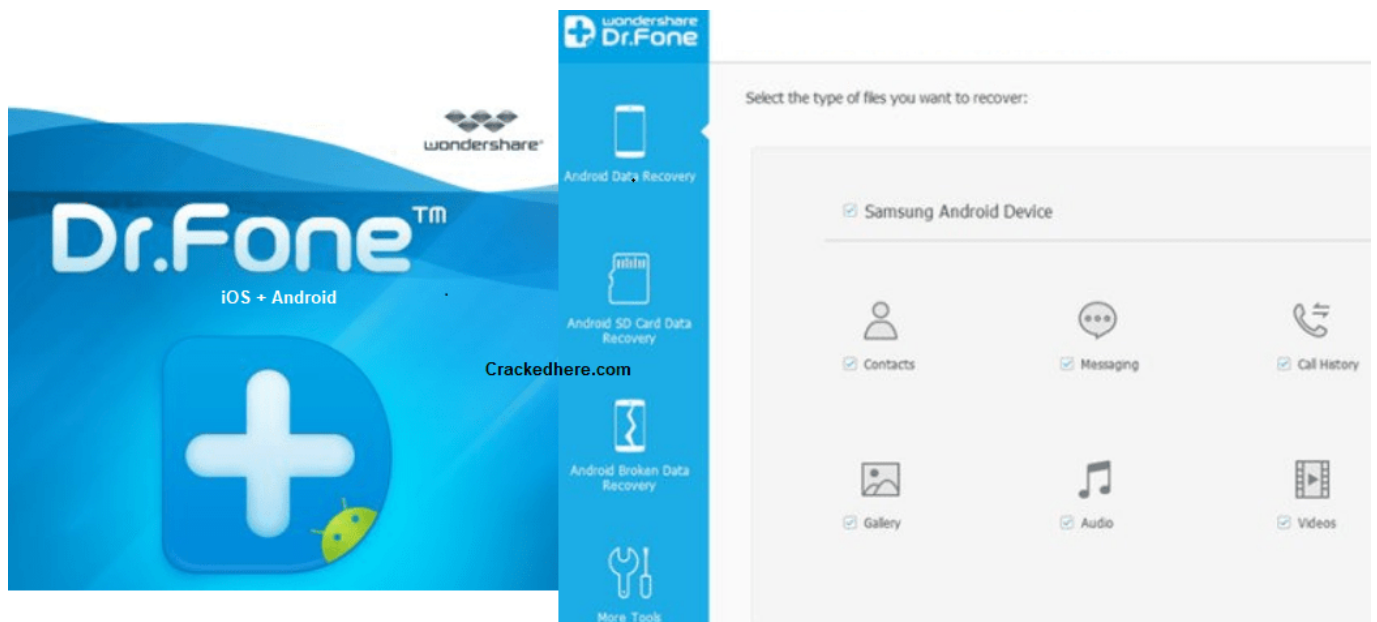 wondershare
Dr.Fone™
iOS + Android
Crackedhere.com
wondershare
Dr.Fone
Android Data Recovery
Android SD Card Data
Recovery
Android Broken Data
Recovery
More Tools
Select the type of files you want to recover:
Samsung Android Device
Contacts
Messaging
Call History
Gallery
Audio
Videos